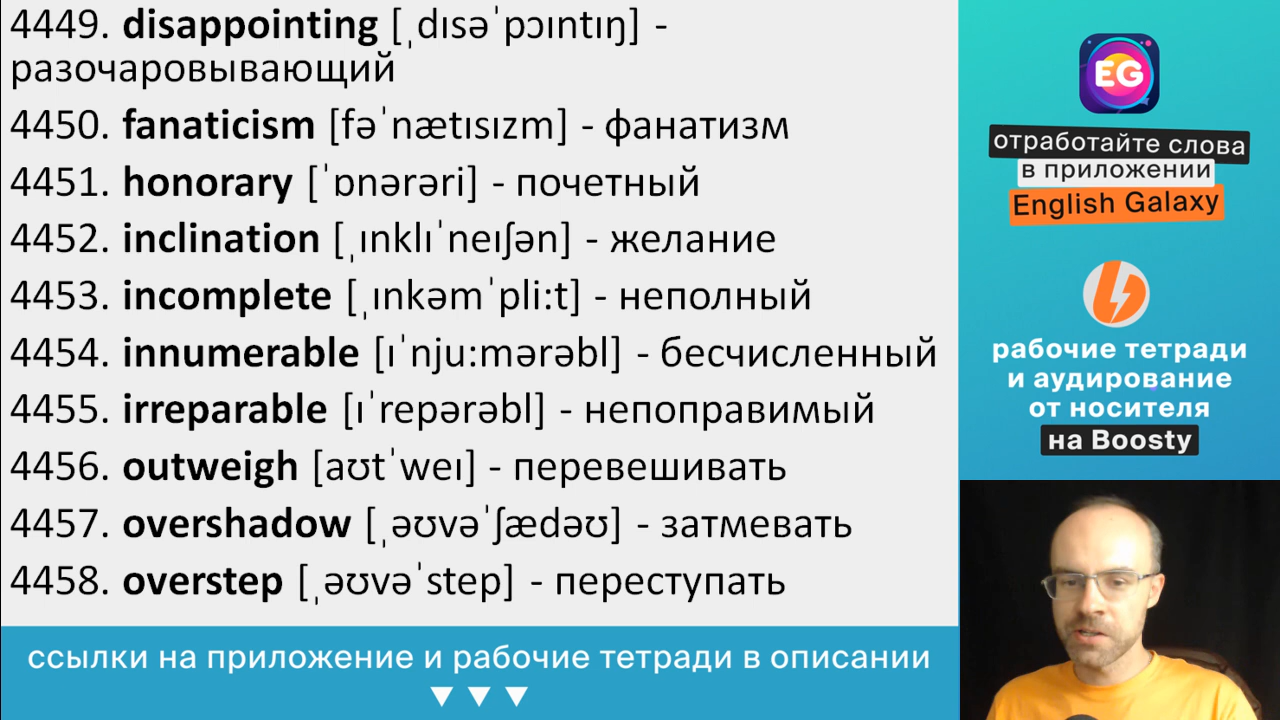 4449. disappointing [ˌdɪsəˈpɔɪntɪŋ] -
разочаровывающий
4450. fanaticism [fəˈnætɪsɪzm] - фанатизм
4451. honorary [ˈɒnərəri] - почетный
4452. inclination [ˌɪnklɪˈneɪʃən] - желание
4453. incomplete [ˌɪnkəmˈpli:t] - неполный
4454. innumerable [ɪˈnju:mərəbl] - бесчисленный
4455. irreparable [ɪˈrepərəbl] - непоправимый
4456. outweigh [aʊtˈweɪ] - перевешивать
4457. overshadow [ˌəʊvəˈʃædəʊ] - затмевать
4458. overstep [ˌəʊvəˈstep] - переступать
ссылки на приложение и рабочие тетради в описании
EG
отработайте слова
в приложении
English Galaxy
рабочие тетради
и аудирование
от носителя
на Boosty